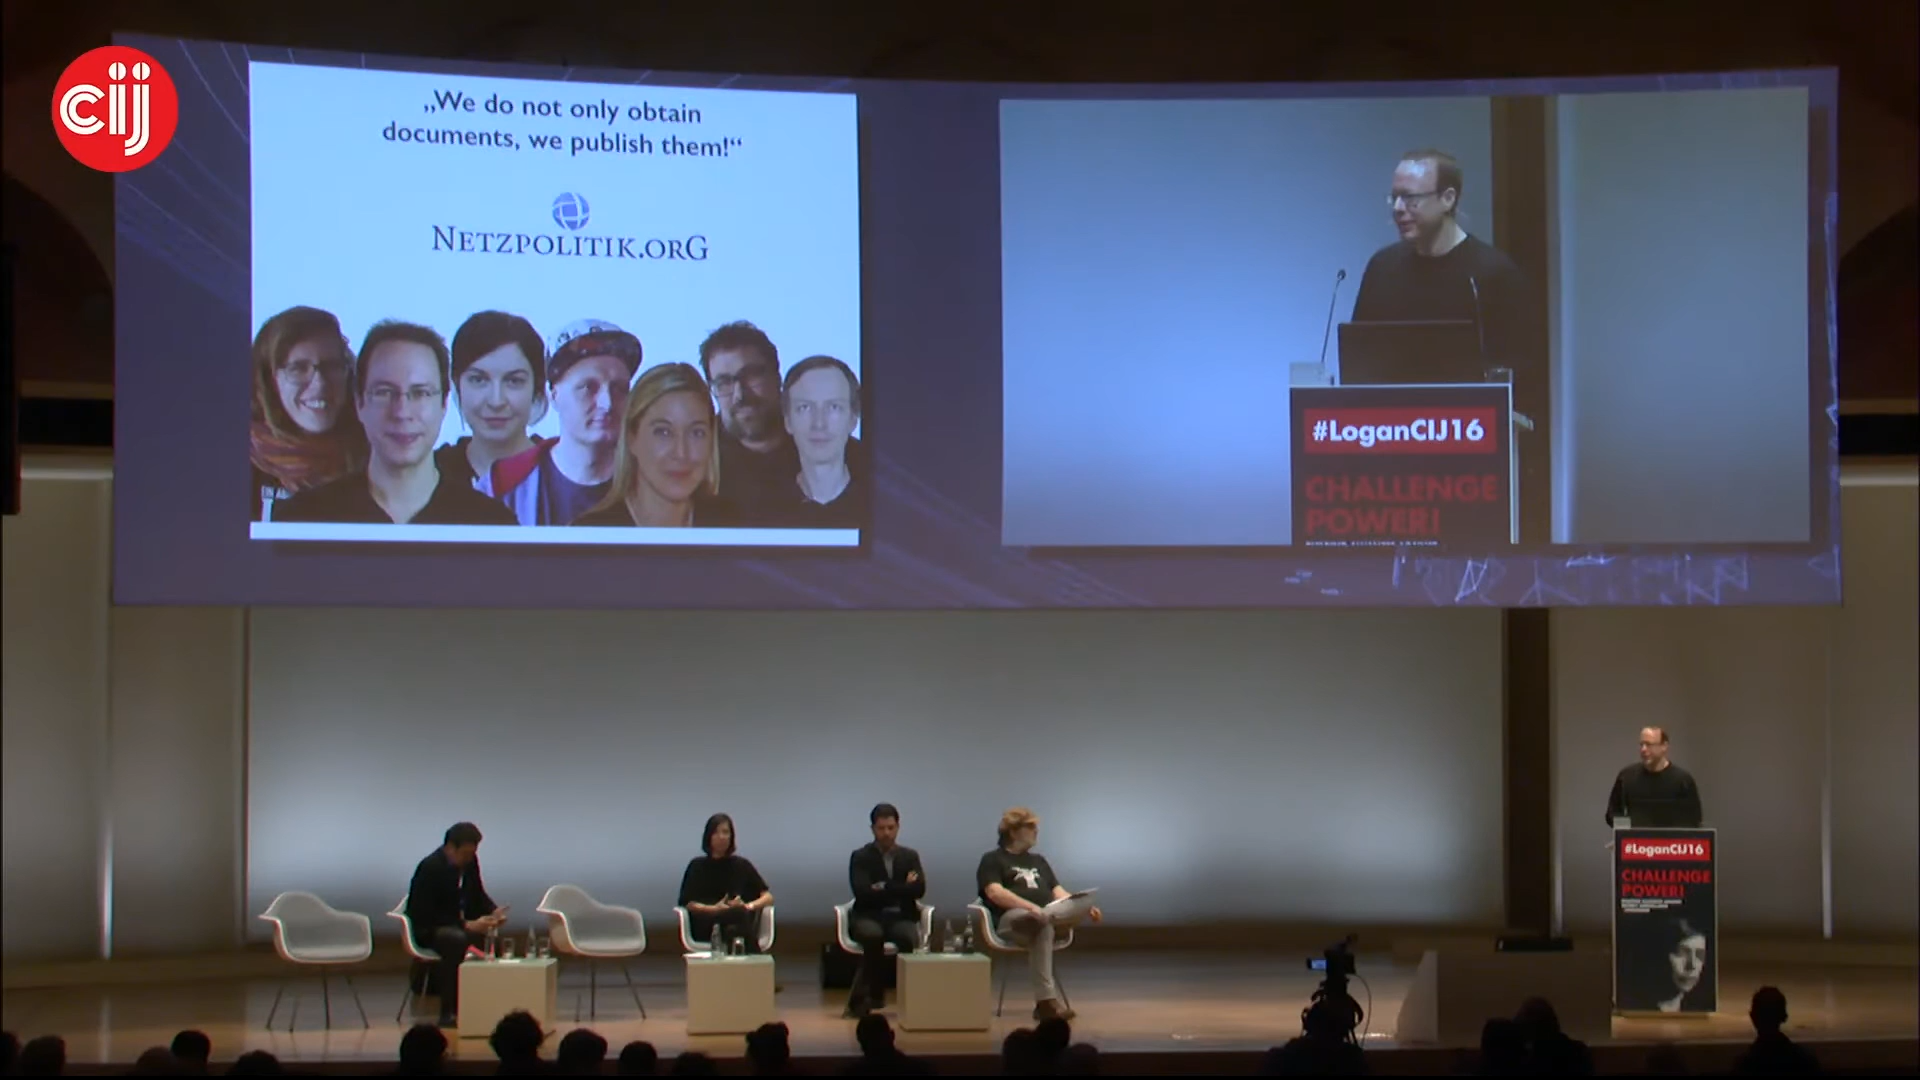 cij
„We do not only obtain
documents, we publish them!“
NETZPOLITIK.ORG
#LoganCIJ16
CHALLENGE
POWER!
#LoganCIJ16
CHALLENGE
POWER!